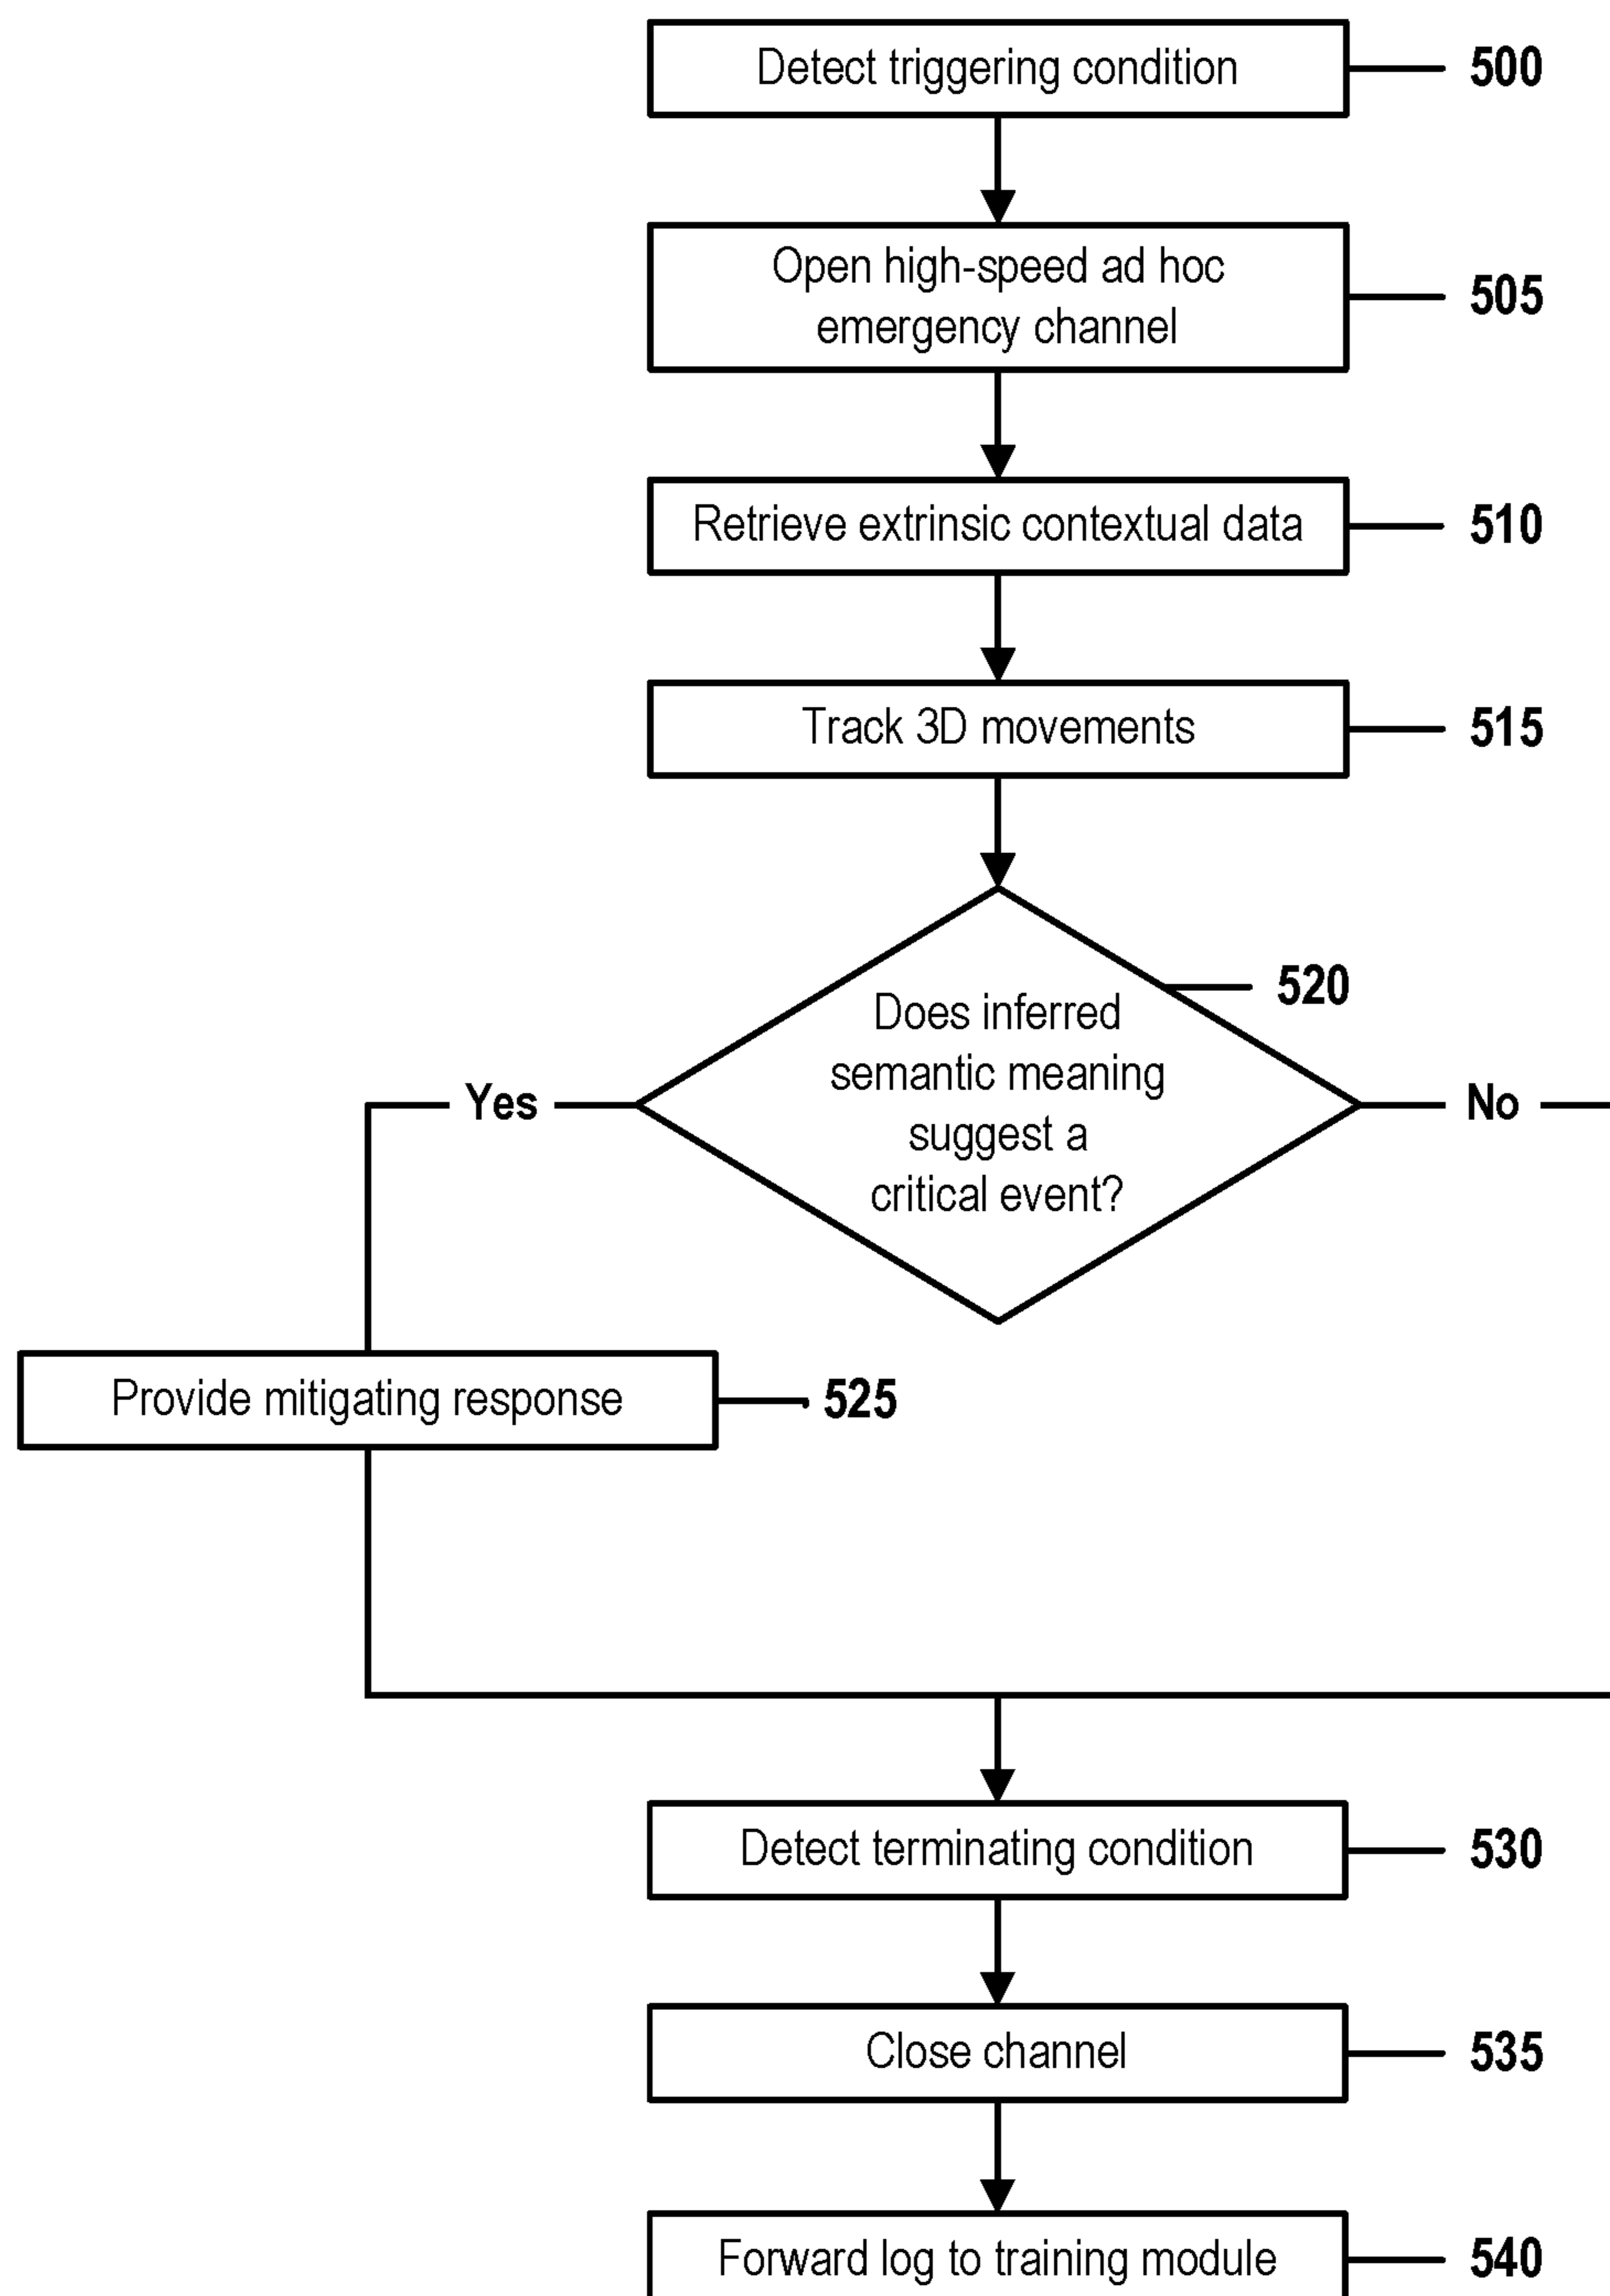 Detect triggering condition 500
Open high-speed ad hoc
emergency channel
505
Retrieve extrinsic contextual data 510
Track 3D movements 515
520
Does inferred
semantic meaning
suggest a
critical event?
Yes
No
Provide mitigating response 525
Detect terminating condition 530
Close channel 535
Forward log to training module 540